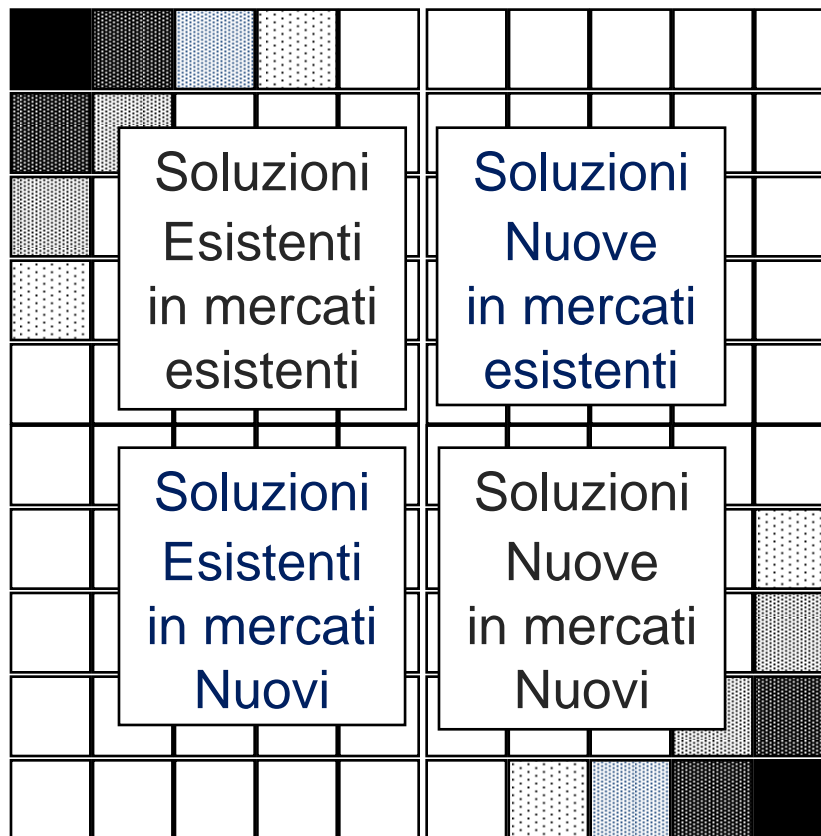 Soluzioni
Esistenti
in mercati
esistenti
Soluzioni
Nuove
in mercati
esistenti
Soluzioni
Esistenti
in mercati
Nuovi
Soluzioni
Nuove
in mercati
Nuovi